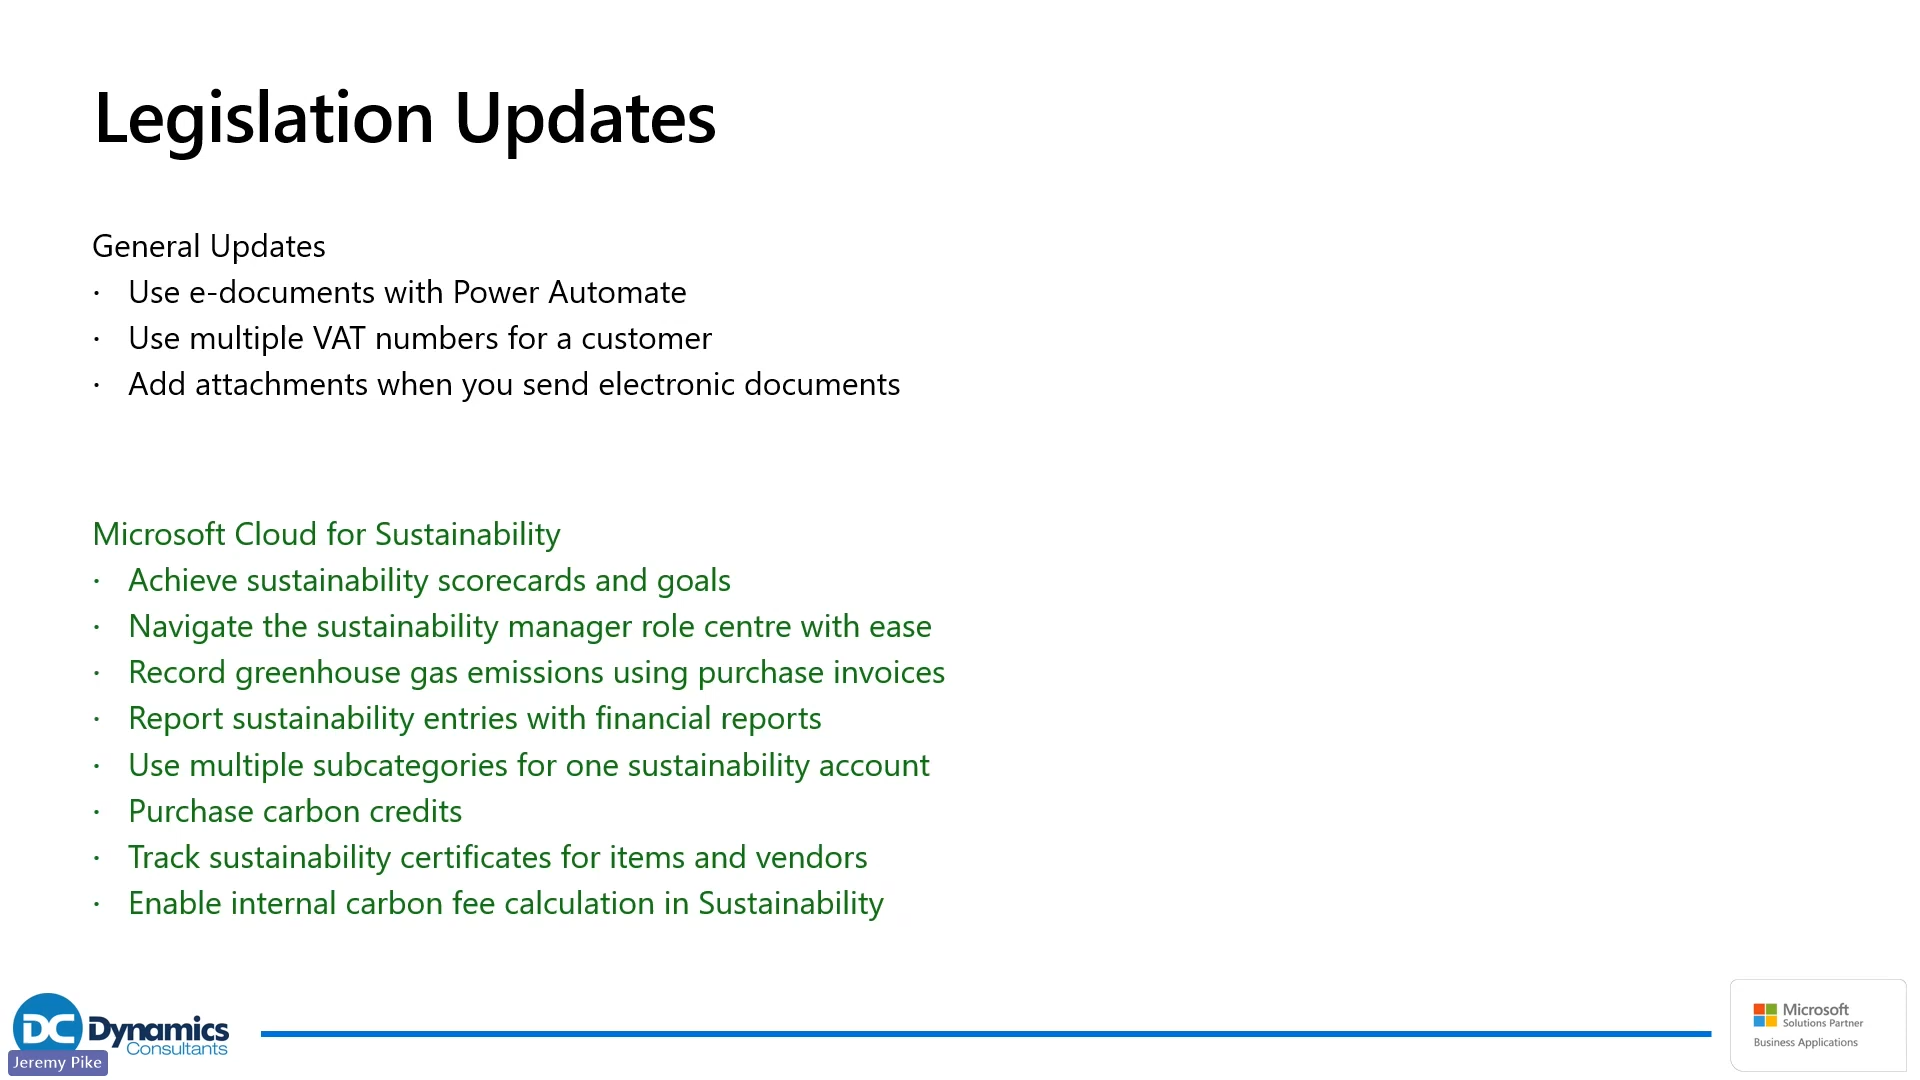 Legislation Updates
General Updates
· Use e-documents with Power Automate
· Use multiple VAT numbers for a customer
· Add attachments when you send electronic documents
Microsoft Cloud for Sustainability
· Achieve sustainability scorecards and goals
· Navigate the sustainability manager role centre with ease
· Record greenhouse gas emissions using purchase invoices
· Report sustainability entries with financial reports
· Use multiple subcategories for one sustainability account
· Purchase carbon credits
· Track sustainability certificates for items and vendors
· Enable internal carbon fee calculation in Sustainability
DC Dynamics
Consultants
Jeremy Pike
Microsoft
Solutions Partner
Business Applications